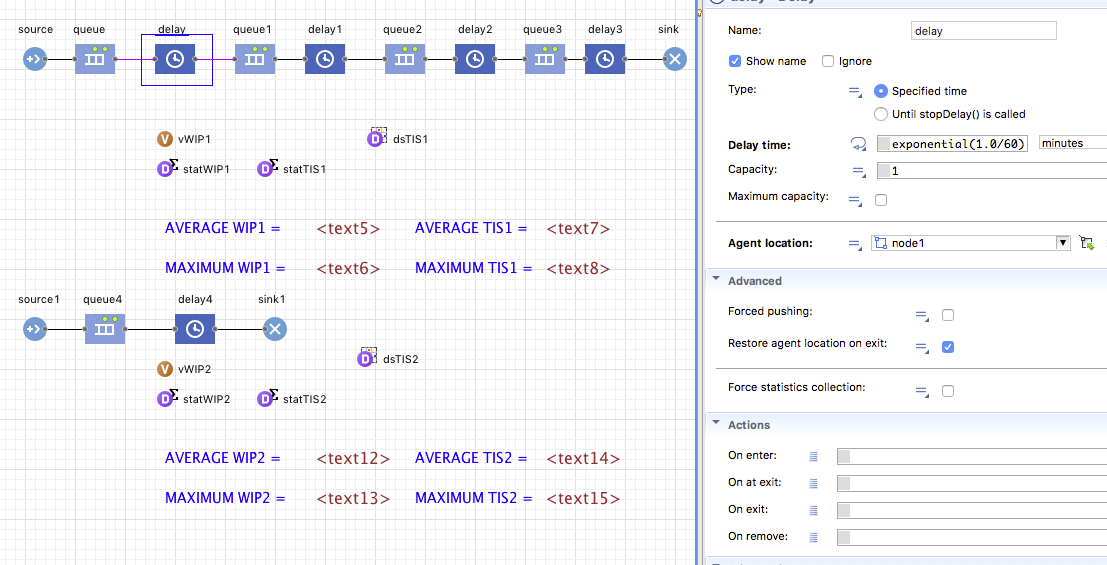 source queue delay queue1 delay1 queue2 delay2 queue3 delay3 sink
V vWIP1 D dsTIS1
D Σ statWIP1 D Σ statTIS1
AVERAGE WIP1 = <text5> AVERAGE TIS1 = <text7>
MAXIMUM WIP1 = <text6> MAXIMUM TIS1 = <text8>
source1 queue4 delay4 sink1
D dsTIS2
V vWIP2
D Σ statWIP2 D Σ statTIS2
AVERAGE WIP2 = <text12> AVERAGE TIS2 = <text14>
MAXIMUM WIP2 = <text13> MAXIMUM TIS2 = <text15>
Name: delay
Show name Ignore
Type: Specified time
Until stopDelay() is called
Delay time: exponential(1.0/60) minutes
Capacity: 1
Maximum capacity:
Agent location: node1
Advanced
Forced pushing:
Restore agent location on exit:
Force statistics collection:
Actions
On enter:
On at exit:
On exit:
On remove: